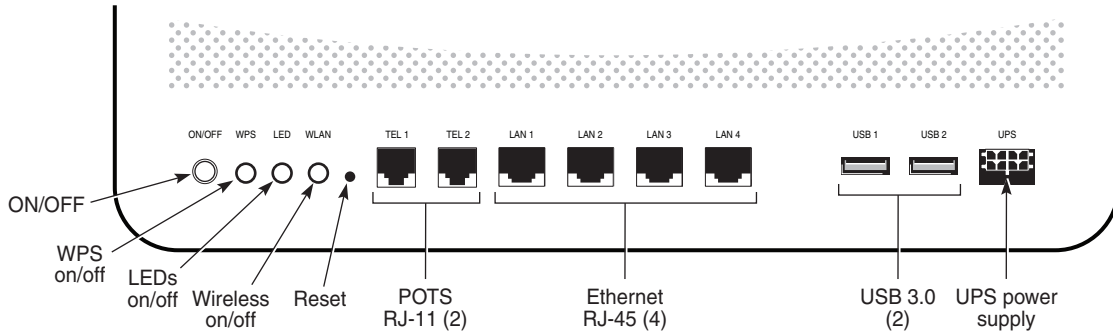 ON/OFF WPS LED WLAN TEL 1 TEL 2 LAN 1 LAN 2 LAN 3 LAN 4 USB 1 USB 2 UPS
ON/OFF
WPS
on/off
LEDs
on/off
Wireless
on/off
Reset
POTS
RJ-11 (2)
Ethernet
RJ-45 (4)
USB 3.0
(2)
UPS power
supply